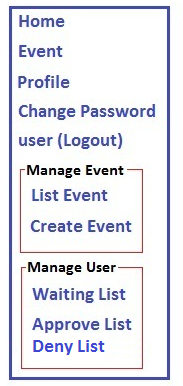 Home
Event
Profile
Change Password
user (Logout)
Manage Event
List Event
Create Event
Manage User
Waiting List
Approve List
Deny List